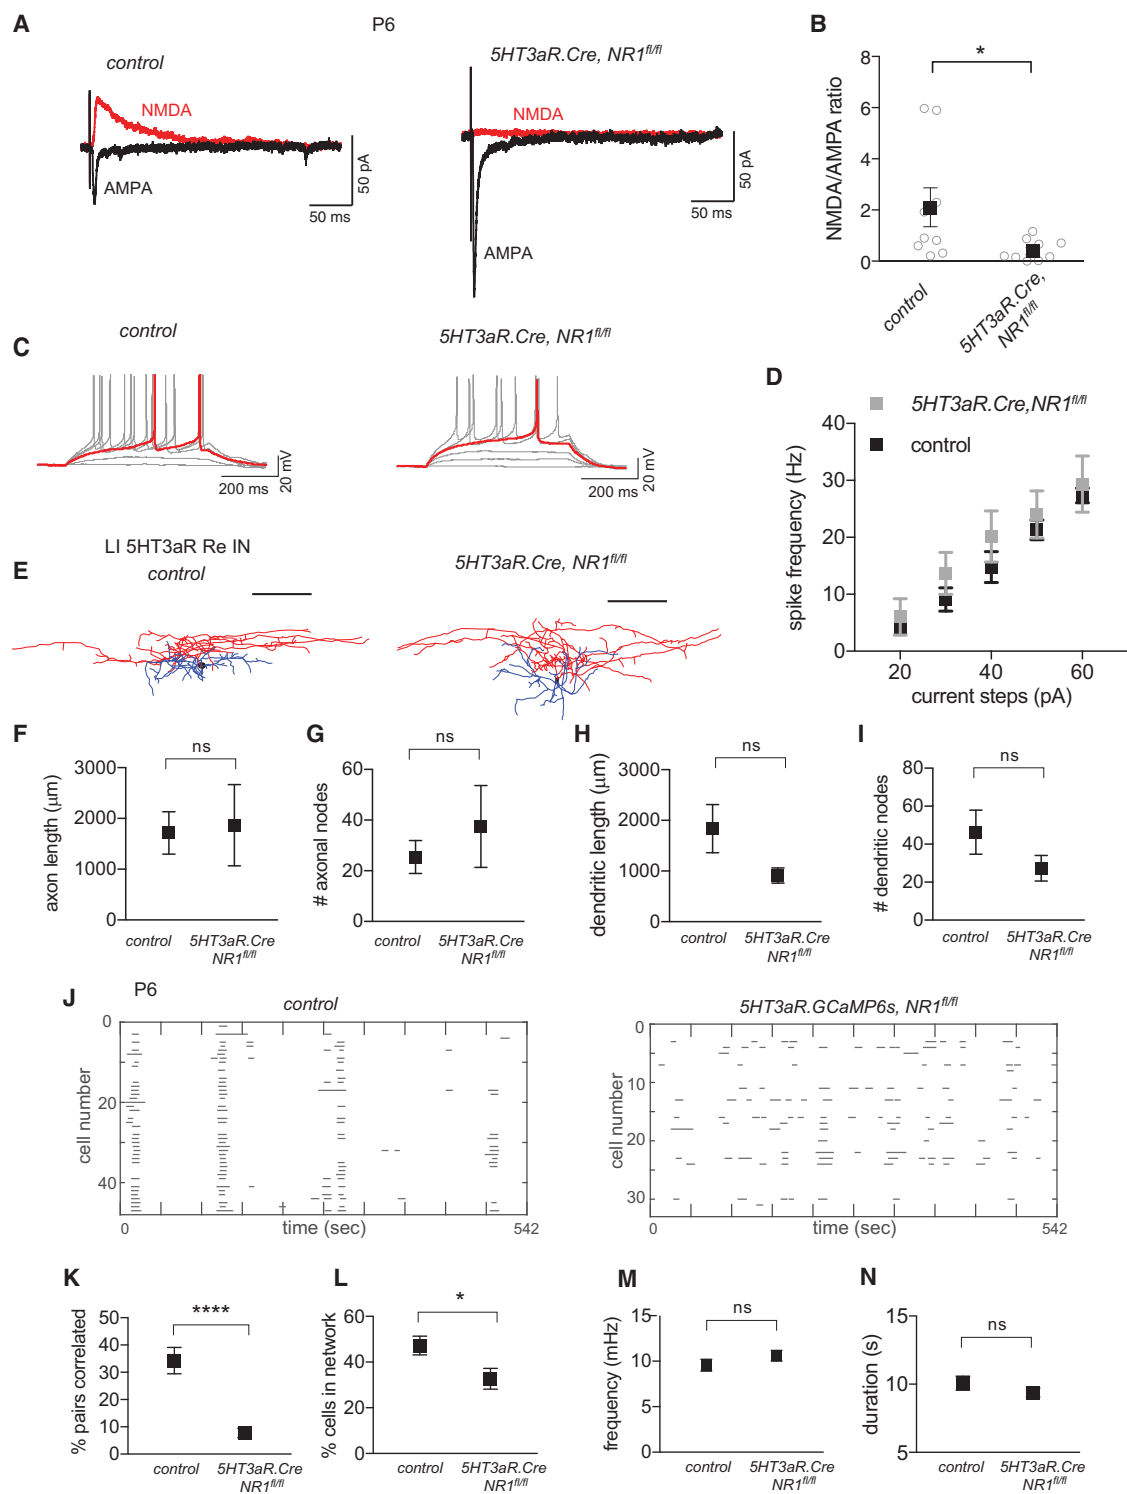 A
P6
control
NMDA
AMPA
50 pA
50 ms
5HT3aR.Cre, NR1fl/fl
NMDA
AMPA
50 pA
50 ms
B
*
NMDA/AMPA ratio
8
6
4
2
0
control
5HT3aR.Cre,
NR1fl/fl
C
control
200 ms
20 mV
5HT3aR.Cre, NR1fl/fl
200 ms
20 mV
D
5HT3aR.Cre,NR1fl/fl
control
spike frequency (Hz)
40
30
20
10
0
20
40
60
current steps (pA)
E
LI 5HT3aR Re IN
control
5HT3aR.Cre, NR1fl/fl
F
ns
axon length (μm)
3000
2000
1000
0
control
5HT3aR.Cre
NR1fl/fl
G
ns
# axonal nodes
60
40
20
0
control
5HT3aR.Cre
NR1fl/fl
H
ns
dendritic length (μm)
3000
2000
1000
0
control
5HT3aR.Cre
NR1fl/fl
I
ns
# dendritic nodes
80
60
40
20
0
control
5HT3aR.Cre
NR1fl/fl
J
P6
control
cell number
0
20
40
0
time (sec)
542
5HT3aR.GCaMP6s, NR1fl/fl
cell number
0
10
20
30
0
time (sec)
542
K
****
% pairs correlated
50
40
30
20
10
0
control
5HT3aR.Cre
NR1fl/fl
L
*
% cells in network
60
40
20
0
control
5HT3aR.Cre
NR1fl/fl
M
ns
frequency (mHz)
15
10
5
0
control
5HT3aR.Cre
NR1fl/fl
N
ns
duration (s)
15
10
5
control
5HT3aR.Cre
NR1fl/fl